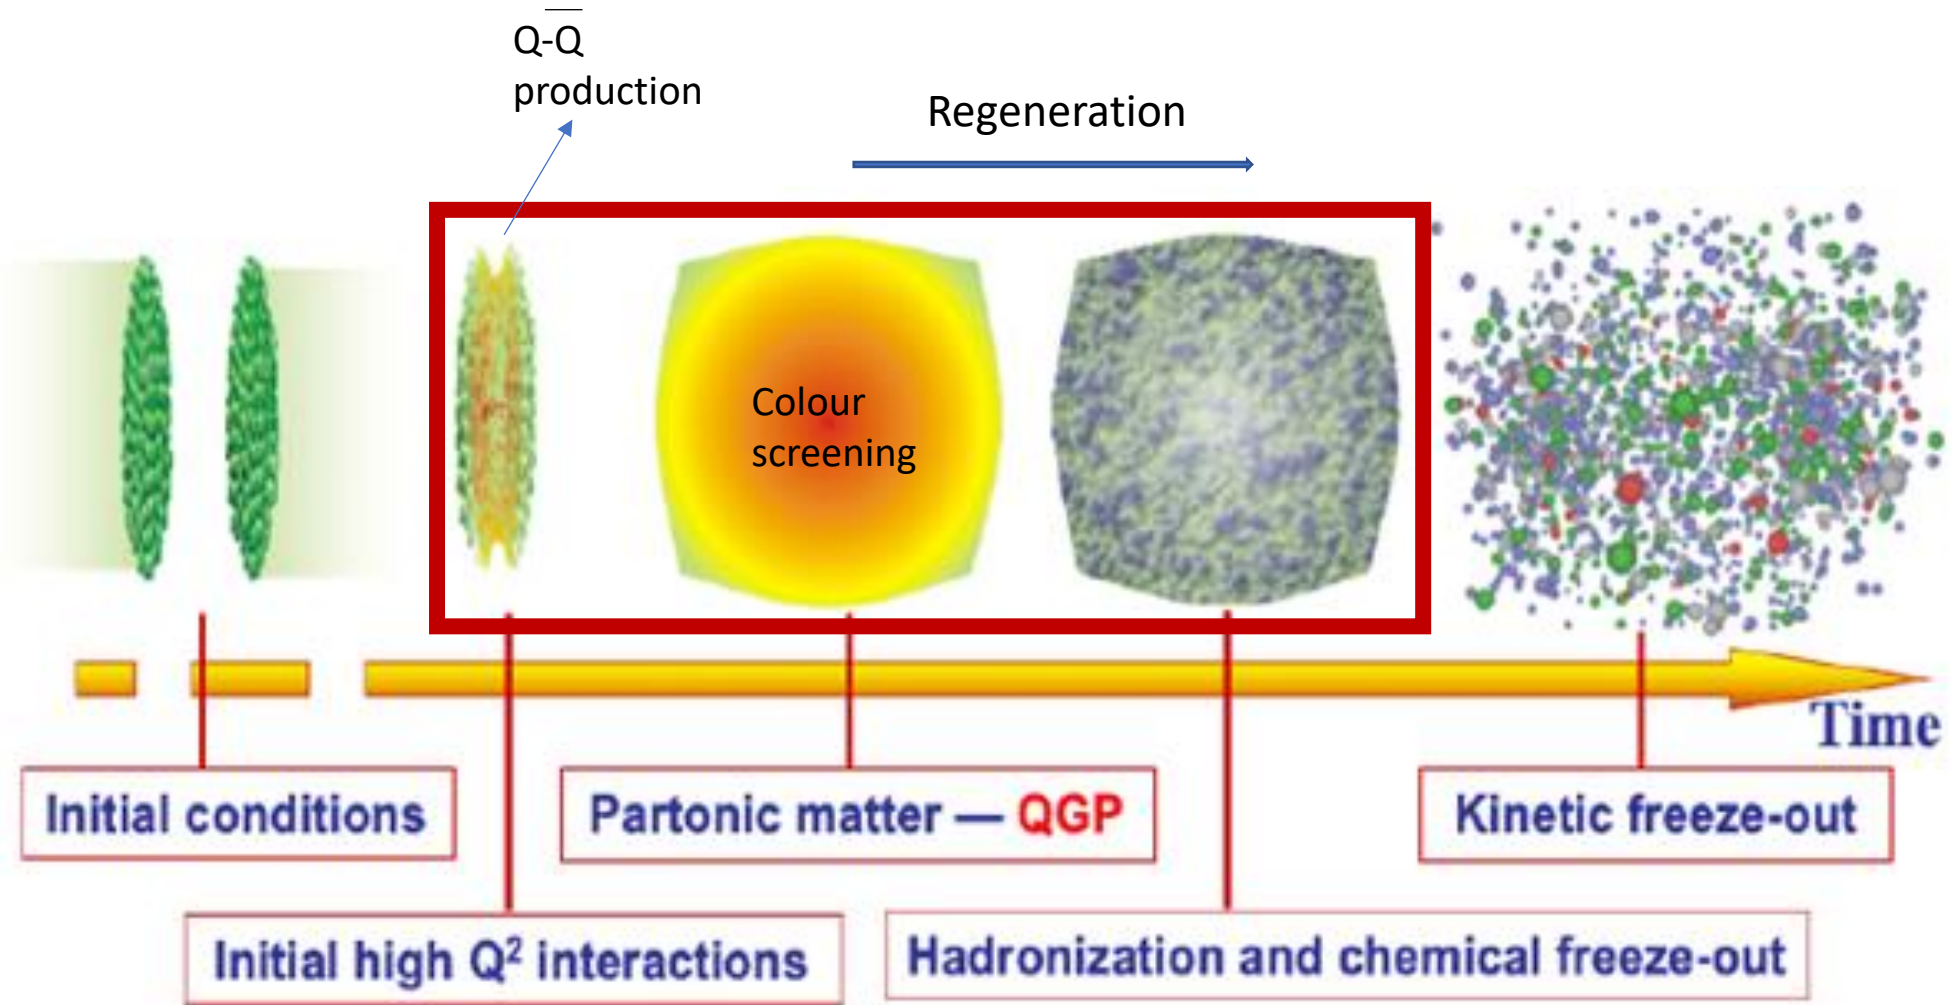 Q-Q̅
production
Regeneration
Colour
screening
Time
Initial conditions
Partonic matter — QGP
Kinetic freeze-out
Initial high Q² interactions
Hadronization and chemical freeze-out